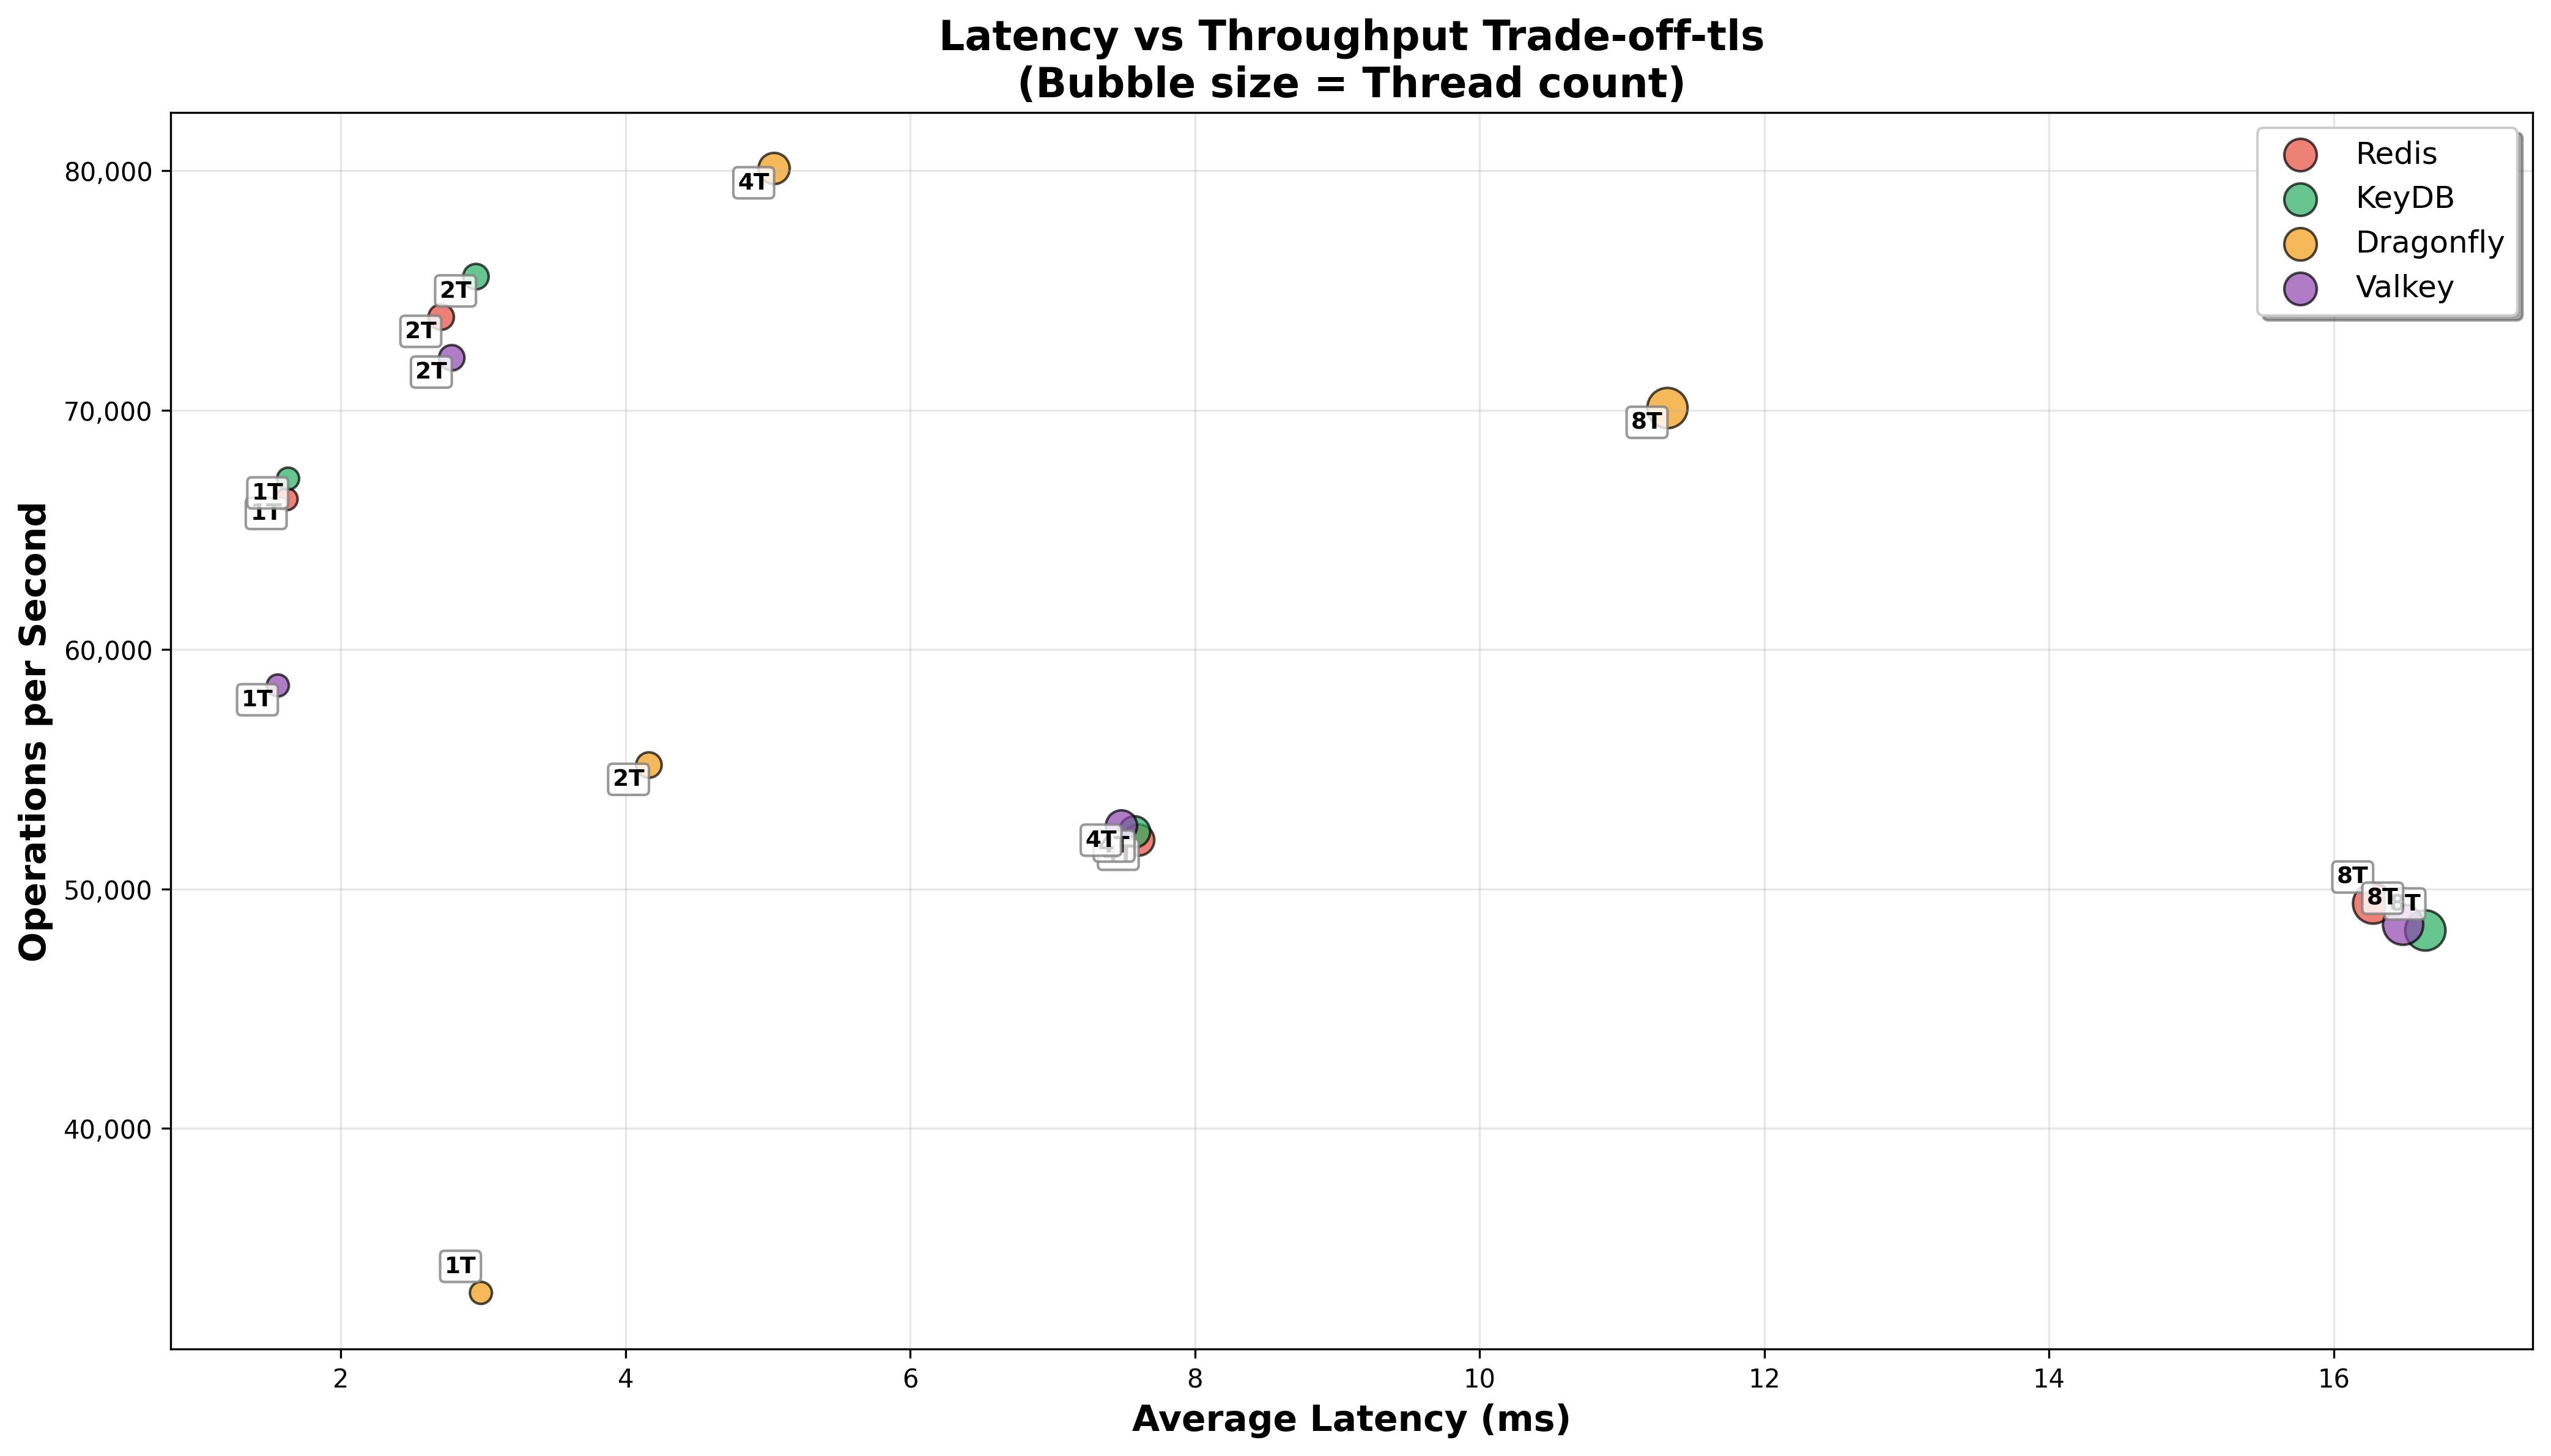 Latency vs Throughput Trade-off-tls
(Bubble size = Thread count)
Redis
KeyDB
Dragonfly
Valkey
Operations per Second
80,000
70,000
60,000
50,000
40,000
4T
2T
2T
2T
8T
1T
1T
1T
2T
4T
8T
8T
1T
2
4
6
8
10
12
14
16
Average Latency (ms)